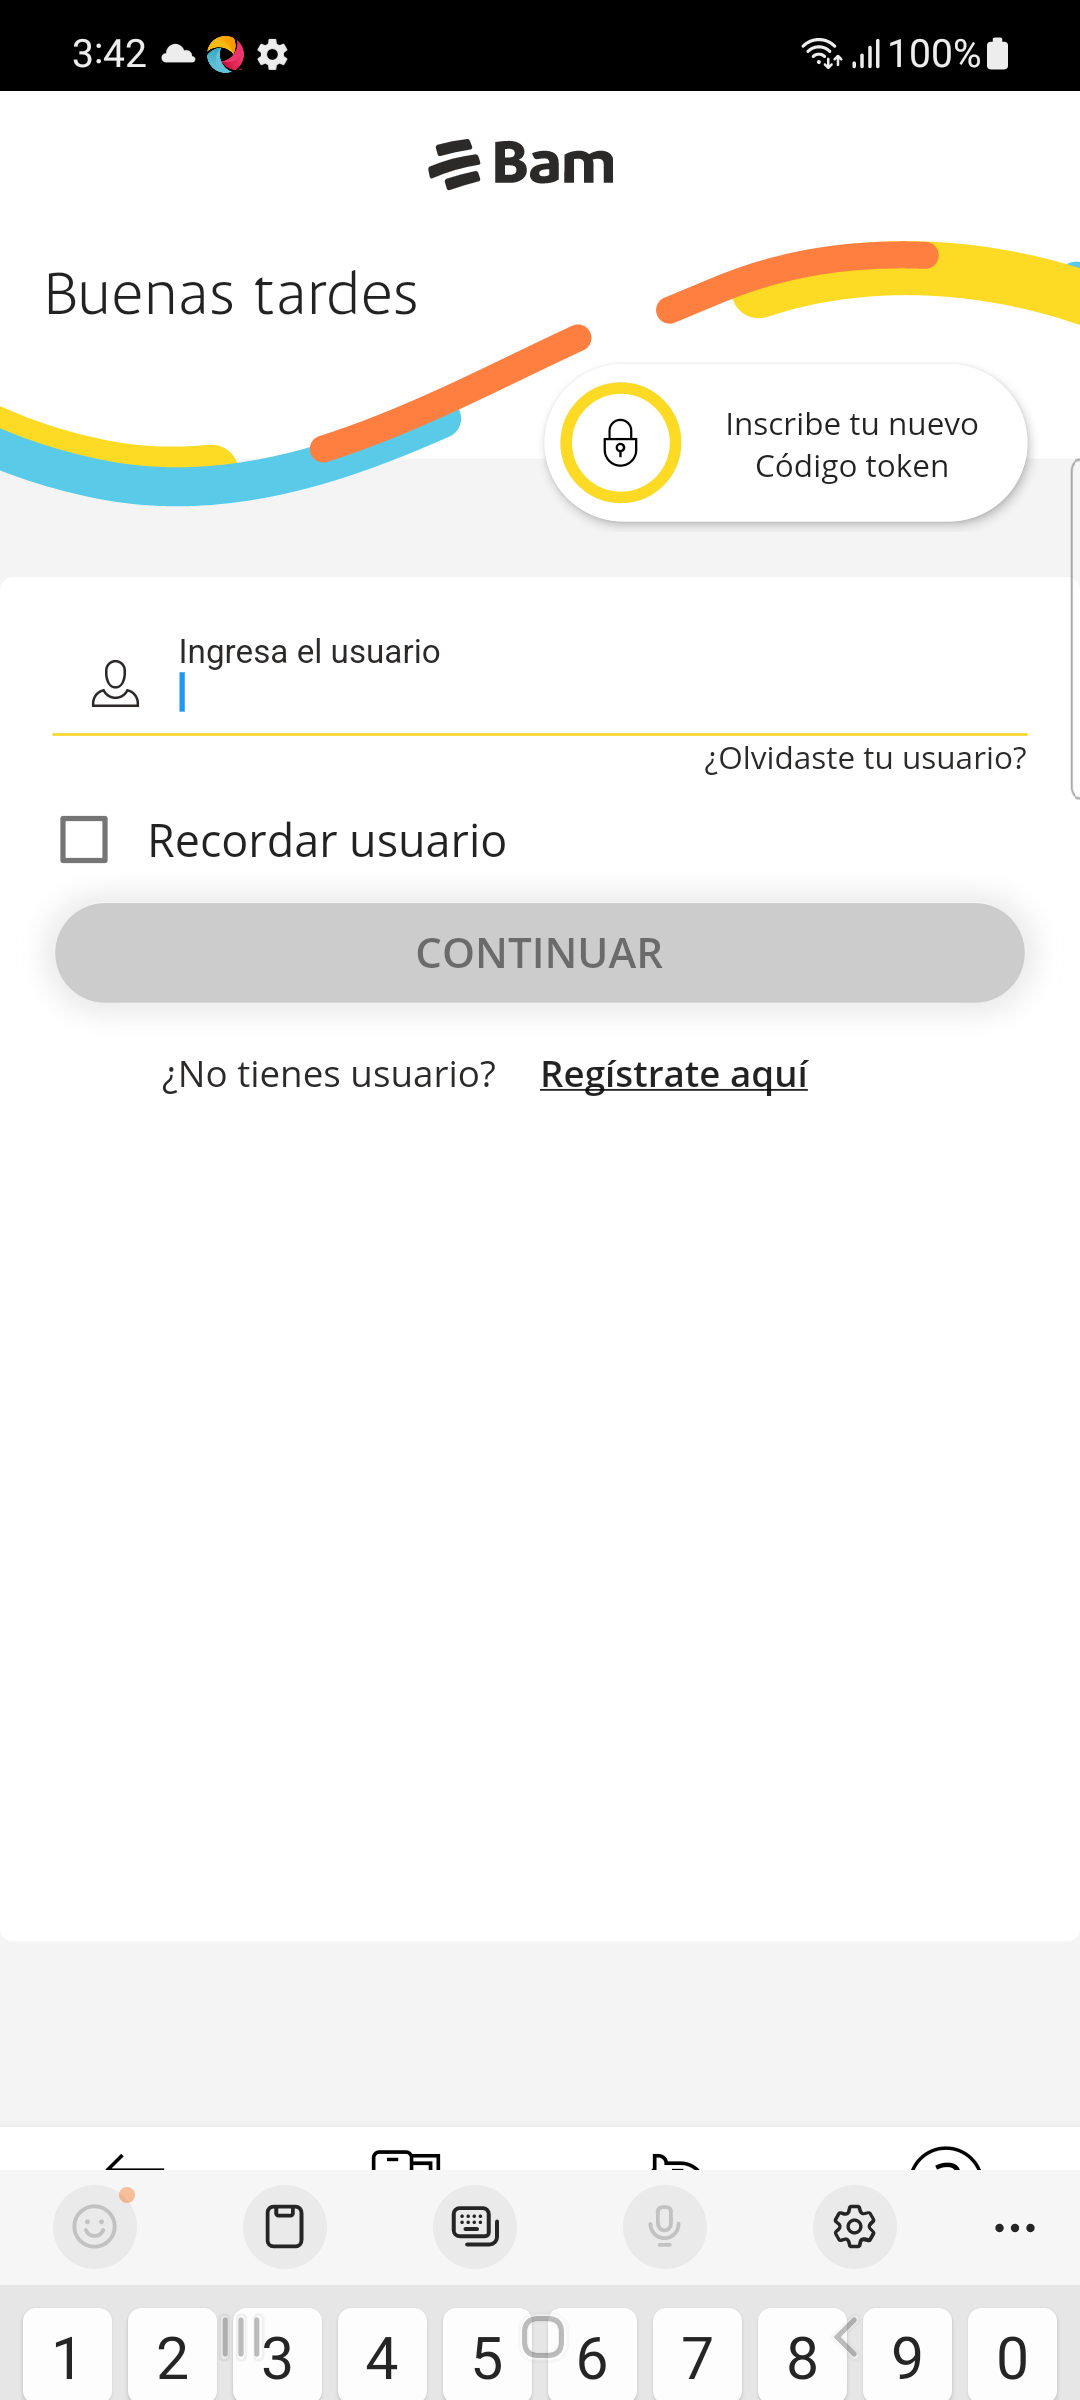 3:42 100%
Bam
Buenas tardes
Inscribe tu nuevo
Código token
Ingresa el usuario
¿Olvidaste tu usuario?
Recordar usuario
CONTINUAR
¿No tienes usuario? Regístrate aquí
1 2 3 4 5 6 7 8 9 0